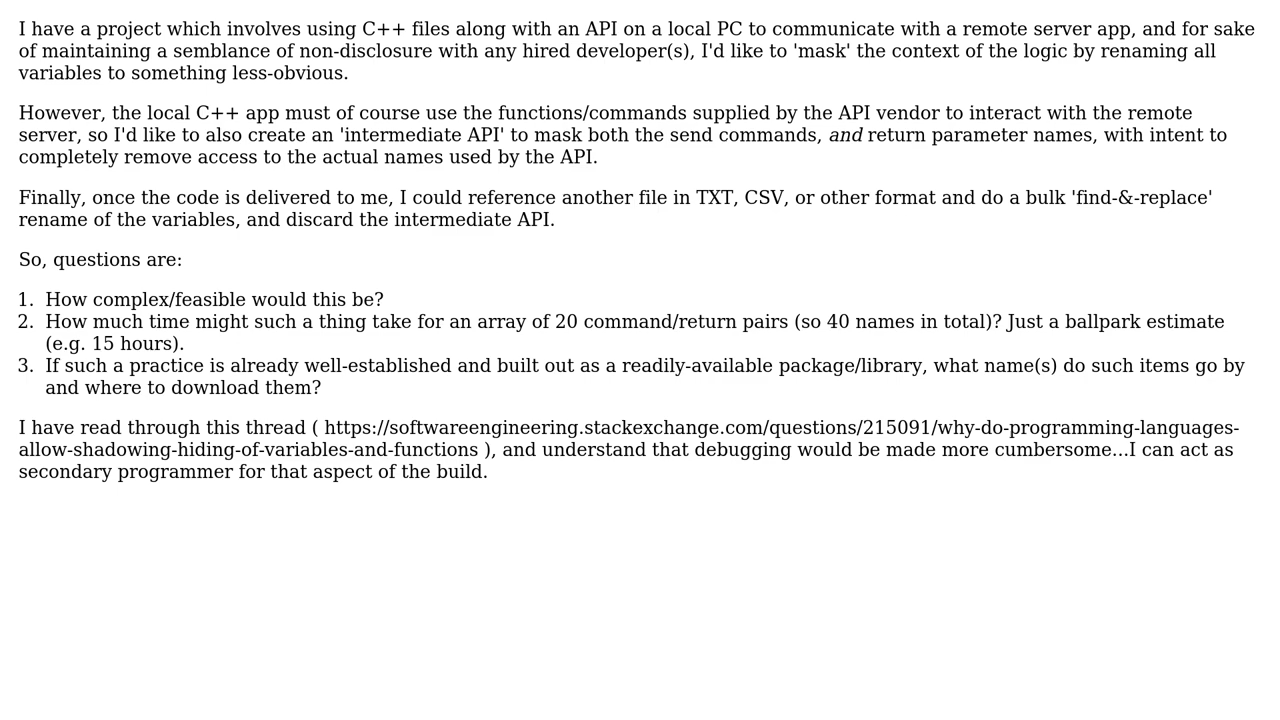 I have a project which involves using C++ files along with an API on a local PC to communicate with a remote server app, and for sake
of maintaining a semblance of non-disclosure with any hired developer(s), I'd like to 'mask' the context of the logic by renaming all
variables to something less-obvious.
However, the local C++ app must of course use the functions/commands supplied by the API vendor to interact with the remote
server, so I'd like to also create an 'intermediate API' to mask both the send commands, and return parameter names, with intent to
completely remove access to the actual names used by the API.
Finally, once the code is delivered to me, I could reference another file in TXT, CSV, or other format and do a bulk 'find-&-replace'
rename of the variables, and discard the intermediate API.
So, questions are:
1. How complex/feasible would this be?
2. How much time might such a thing take for an array of 20 command/return pairs (so 40 names in total)? Just a ballpark estimate
(e.g. 15 hours).
3. If such a practice is already well-established and built out as a readily-available package/library, what name(s) do such items go by
and where to download them?
I have read through this thread ( https://softwareengineering.stackexchange.com/questions/215091/why-do-programming-languages-
allow-shadowing-hiding-of-variables-and-functions ), and understand that debugging would be made more cumbersome...I can act as
secondary programmer for that aspect of the build.